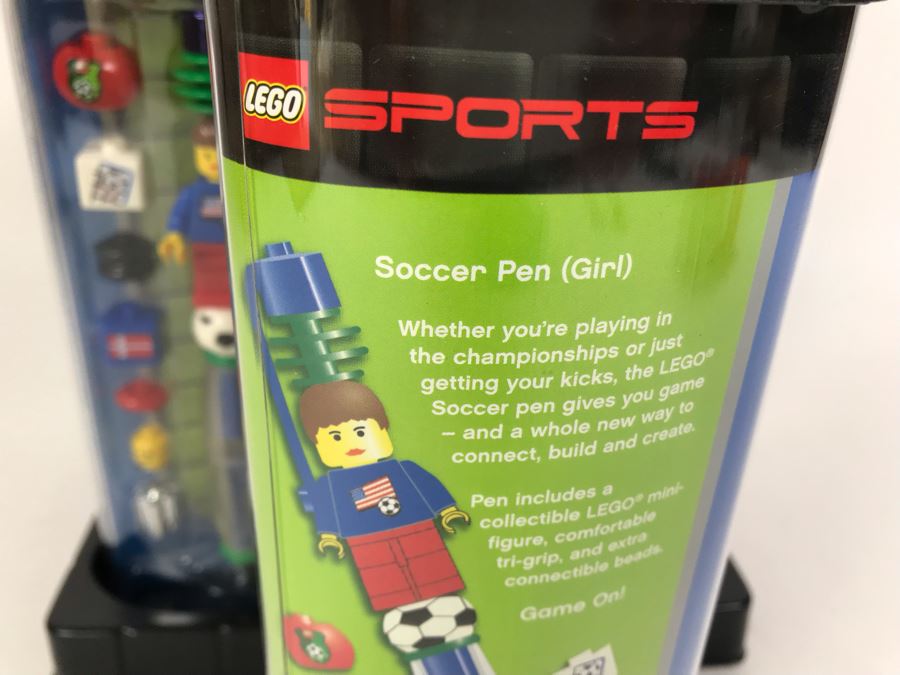 LEGO SPORTS
Soccer Pen (Girl)
Whether you're playing in
the championships or just
getting your kicks, the LEGO®
Soccer pen gives you game
– and a whole new way to
connect, build and create.
Pen includes a
collectible LEGO® mini-
figure, comfortable
tri-grip, and extra
connectible beads.
Game On!